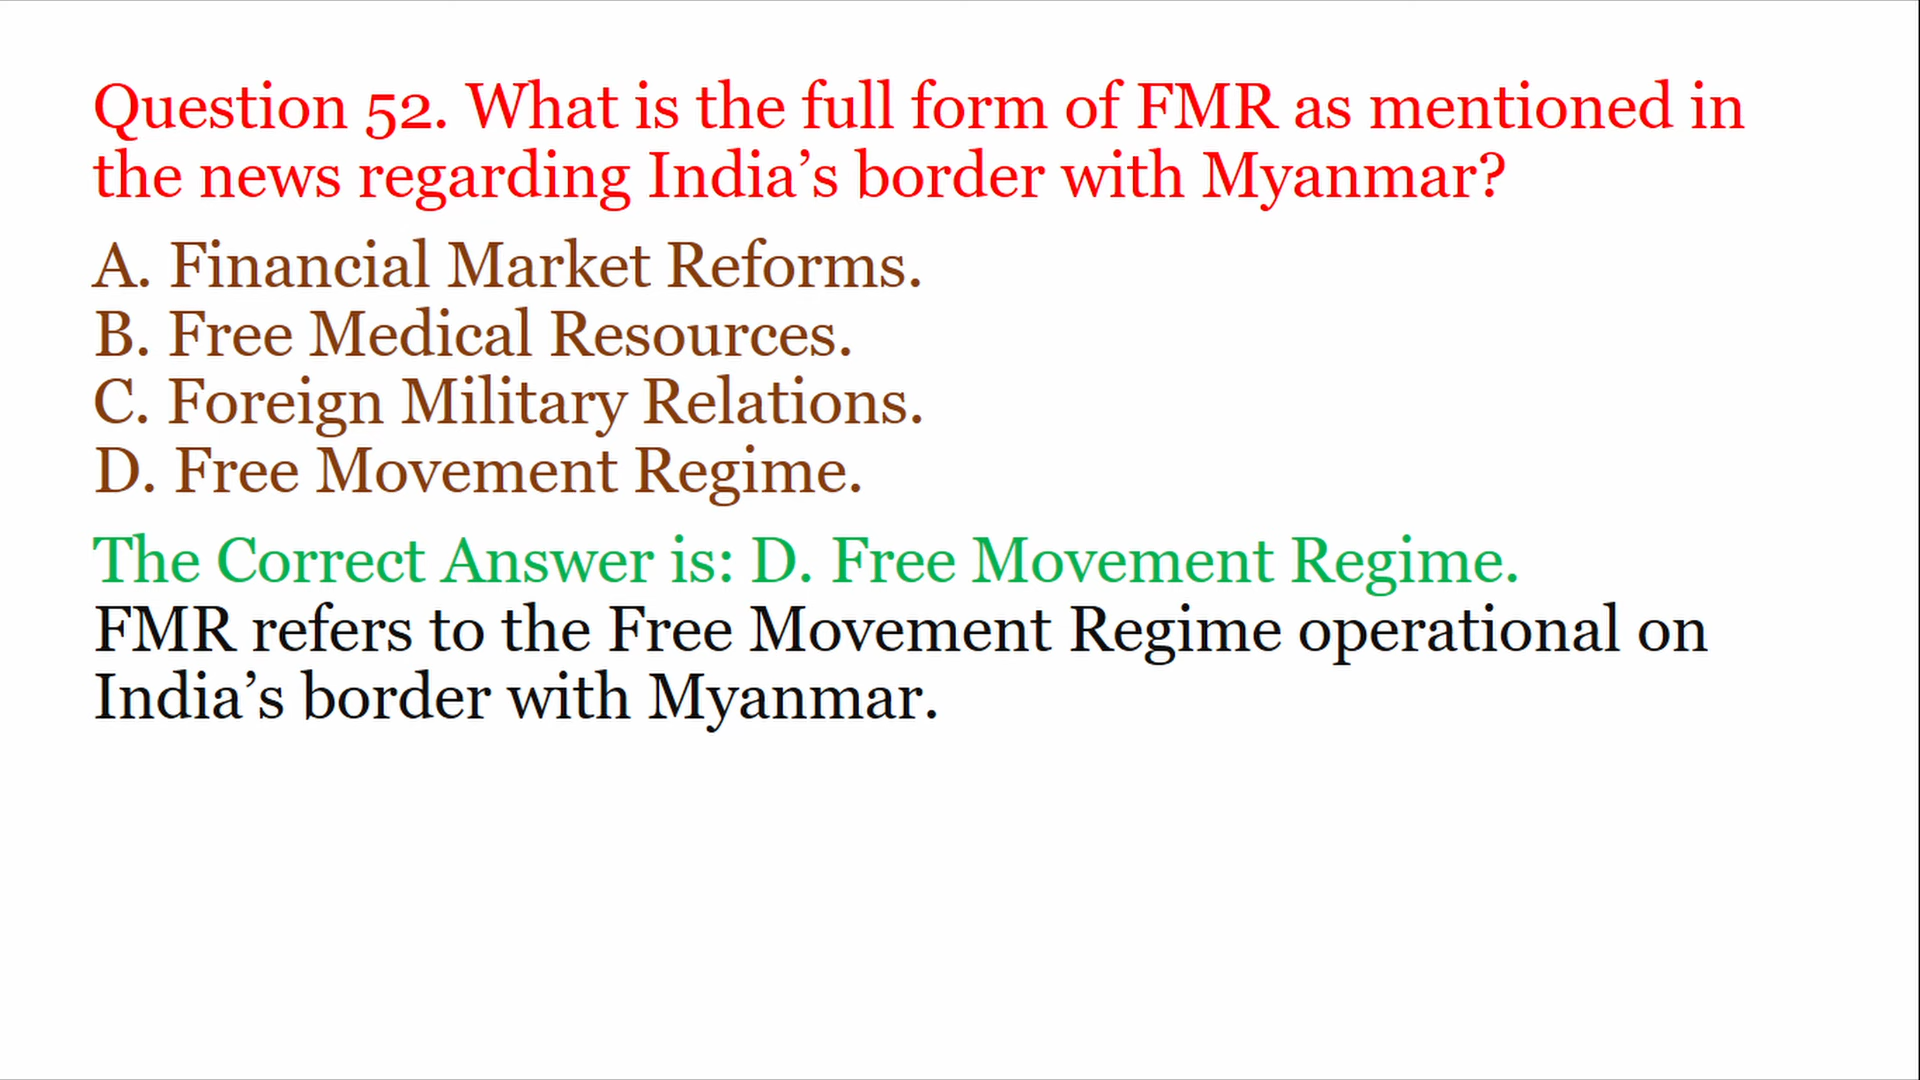 Question 52. What is the full form of FMR as mentioned in
the news regarding India’s border with Myanmar?
A. Financial Market Reforms.
B. Free Medical Resources.
C. Foreign Military Relations.
D. Free Movement Regime.
The Correct Answer is: D. Free Movement Regime.
FMR refers to the Free Movement Regime operational on
India’s border with Myanmar.